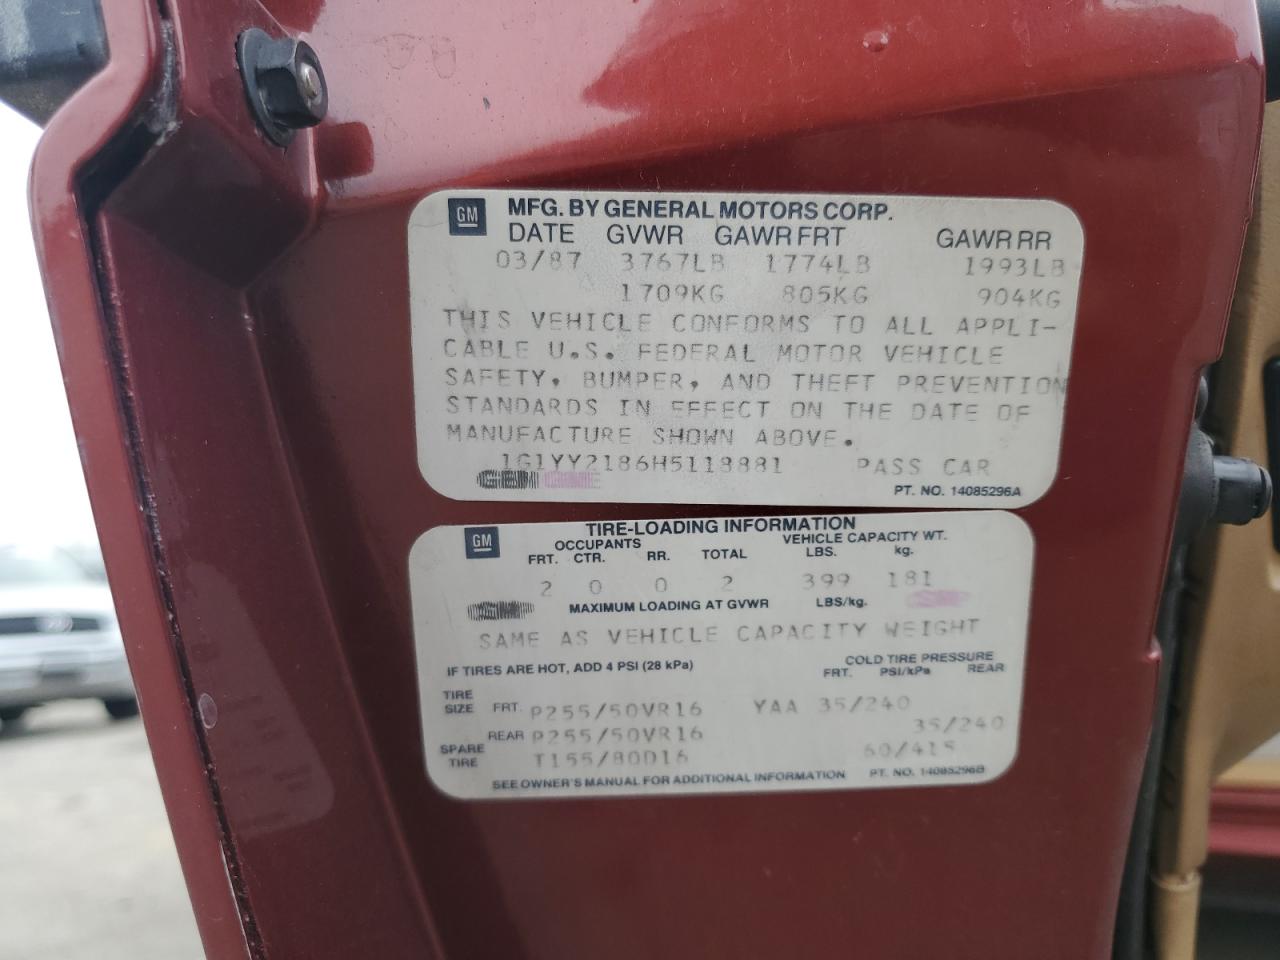 GM MFG. BY GENERAL MOTORS CORP.
DATE GVWR GAWR FRT GAWR RR
03/87 3767LB 1774LB 1993LB
1709KG 805KG 904KG
THIS VEHICLE CONFORMS TO ALL APPLI-
CABLE U.S. FEDERAL MOTOR VEHICLE
SAFETY, BUMPER, AND THEFT PREVENTION
STANDARDS IN EFFECT ON THE DATE OF
MANUFACTURE SHOWN ABOVE.
1G1YY2186H5118881 PASS CAR
PT. NO. 14085296A
GM TIRE-LOADING INFORMATION
OCCUPANTS VEHICLE CAPACITY WT.
FRT. CTR. RR. TOTAL LBS. kg.
2 0 0 2 399 181
MAXIMUM LOADING AT GVWR LBS/kg.
SAME AS VEHICLE CAPACITY WEIGHT
IF TIRES ARE HOT, ADD 4 PSI (28 kPa) COLD TIRE PRESSURE
FRT. PSI/kPa REAR
TIRE SIZE FRT. P255/50VR16 YAA 35/240
REAR P255/50VR16 35/240
SPARE TIRE T155/80D16 60/415
SEE OWNER'S MANUAL FOR ADDITIONAL INFORMATION PT. NO. 14085296B